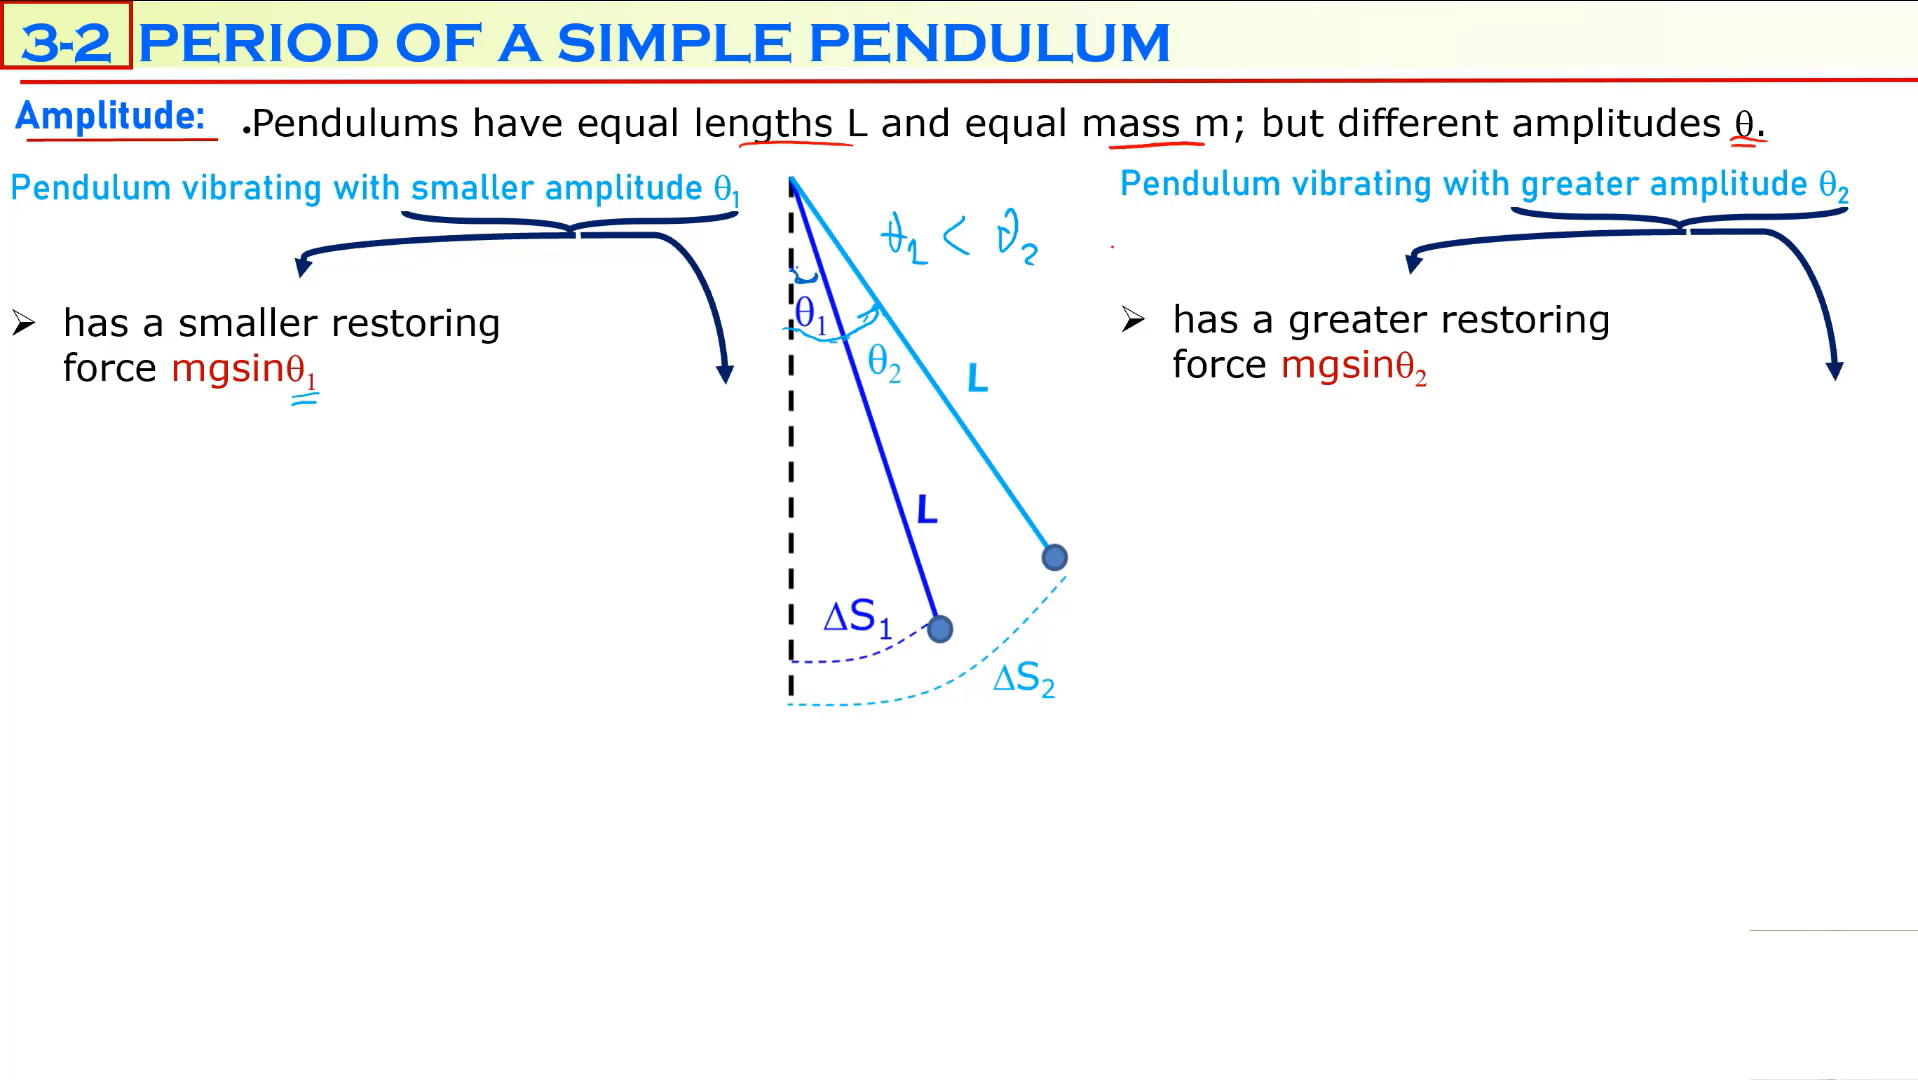 3-2 PERIOD OF A SIMPLE PENDULUM
Amplitude: •Pendulums have equal lengths L and equal mass m; but different amplitudes θ.
Pendulum vibrating with smaller amplitude θ₁
➢ has a smaller restoring
force mgsinθ₁
θ₂ < θ₂
θ₁
θ₂
L
L
ΔS₁
ΔS₂
Pendulum vibrating with greater amplitude θ₂
➢ has a greater restoring
force mgsinθ₂